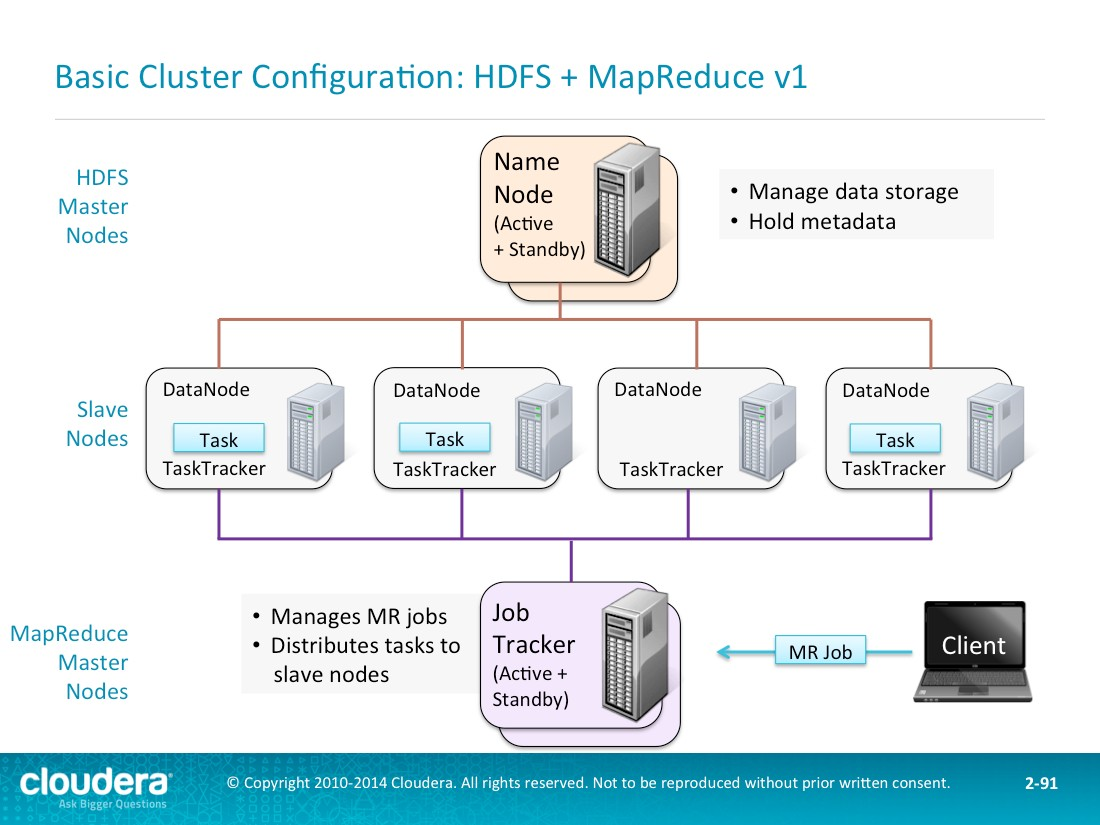 Basic Cluster Configuration: HDFS + MapReduce v1
HDFS
Master
Nodes
Name
Node
(Active
+ Standby)
• Manage data storage
• Hold metadata
Slave
Nodes
DataNode
Task
TaskTracker
DataNode
Task
TaskTracker
DataNode
TaskTracker
DataNode
Task
TaskTracker
MapReduce
Master
Nodes
• Manages MR jobs
• Distributes tasks to
slave nodes
Job
Tracker
(Active +
Standby)
MR Job
Client
cloudera
Ask Bigger Questions
© Copyright 2010-2014 Cloudera. All rights reserved. Not to be reproduced without prior written consent.
2-91